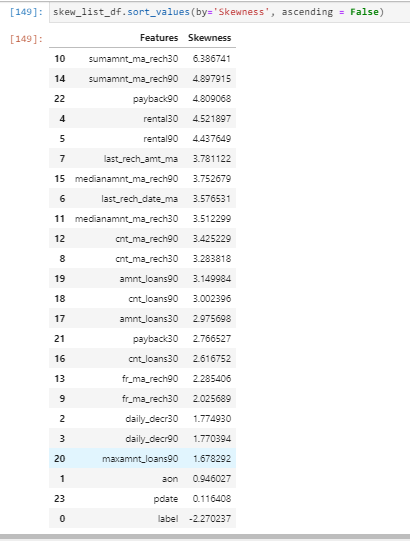 [149]: skew_list_df.sort_values(by='Skewness', ascending = False)
[149]: Features Skewness
10 sumamnt_ma_rech30 6.386741
14 sumamnt_ma_rech90 4.897915
22 payback90 4.809068
4 rental30 4.521897
5 rental90 4.437649
7 last_rech_amt_ma 3.781122
15 medianamnt_ma_rech90 3.752679
6 last_rech_date_ma 3.576531
11 medianamnt_ma_rech30 3.512299
12 cnt_ma_rech90 3.425229
8 cnt_ma_rech30 3.283818
19 amnt_loans90 3.149984
18 cnt_loans90 3.002396
17 amnt_loans30 2.975698
21 payback30 2.766527
16 cnt_loans30 2.616752
13 fr_ma_rech90 2.285406
9 fr_ma_rech30 2.025689
2 daily_decr30 1.774930
3 daily_decr90 1.770394
20 maxamnt_loans90 1.678292
1 aon 0.946027
23 pdate 0.116408
0 label -2.270237